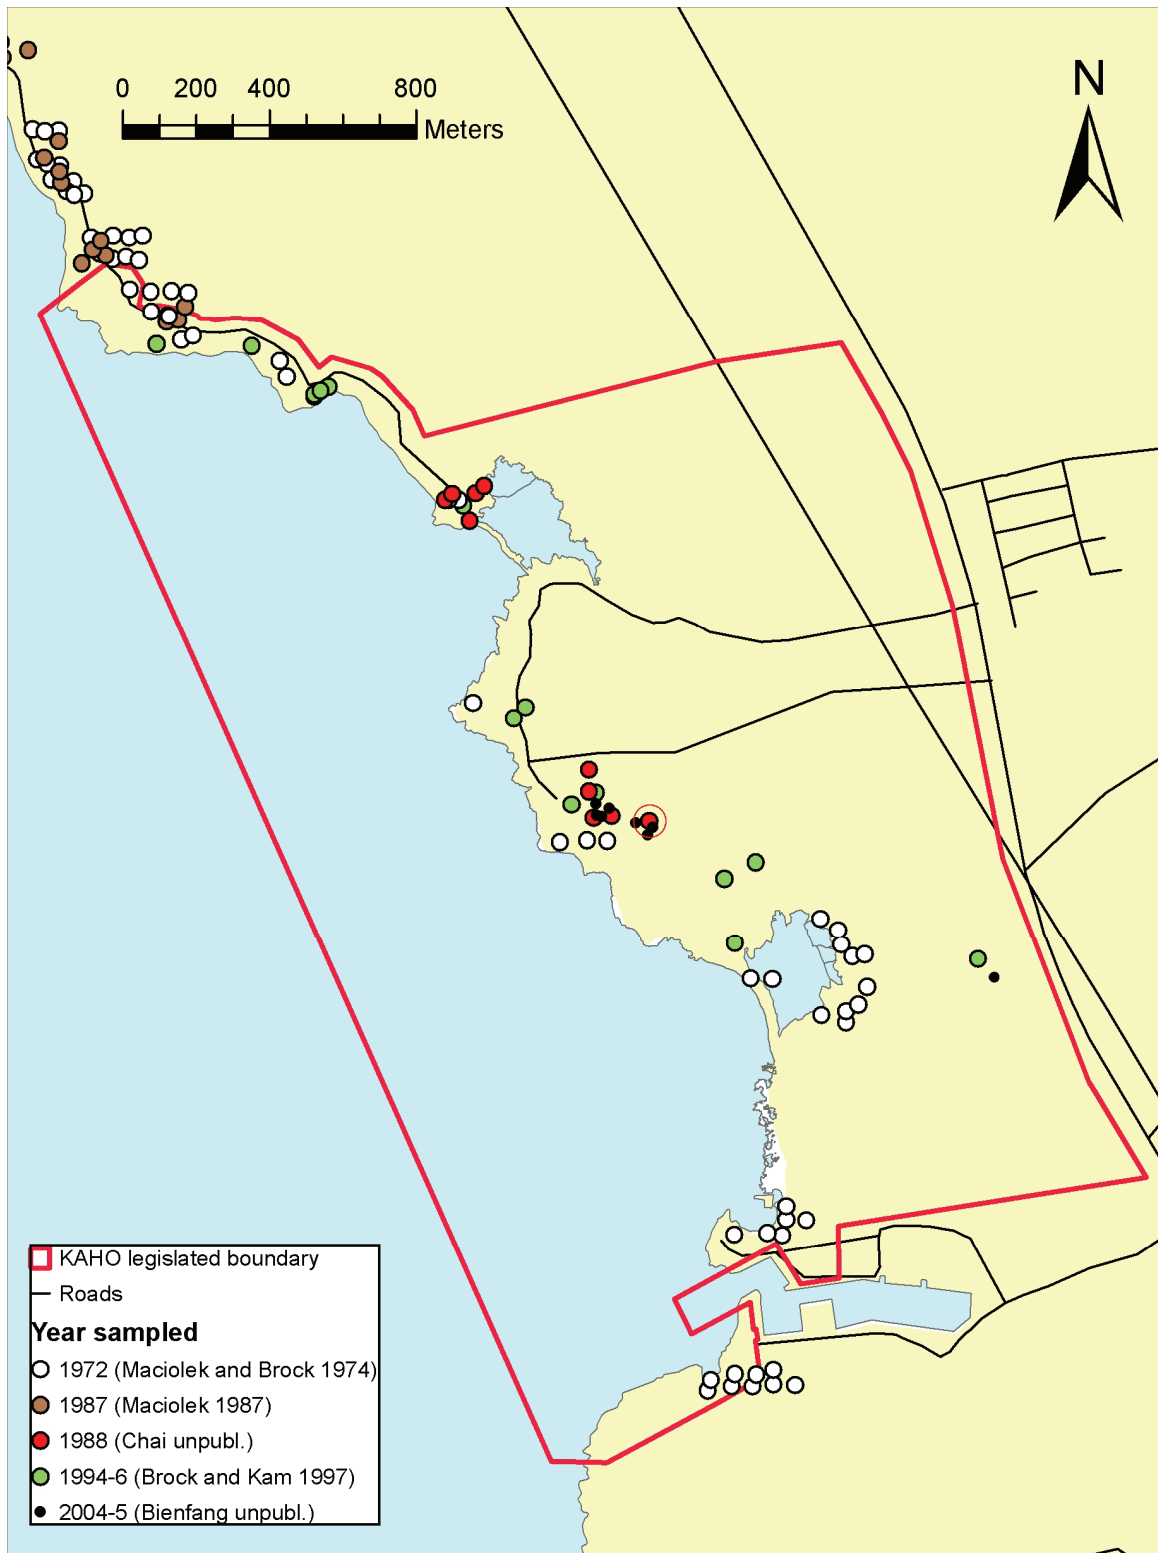 N
0 200 400 800
Meters
KAHO legislated boundary
Roads
Year sampled
1972 (Maciolek and Brock 1974)
1987 (Maciolek 1987)
1988 (Chai unpubl.)
1994-6 (Brock and Kam 1997)
2004-5 (Bienfang unpubl.)